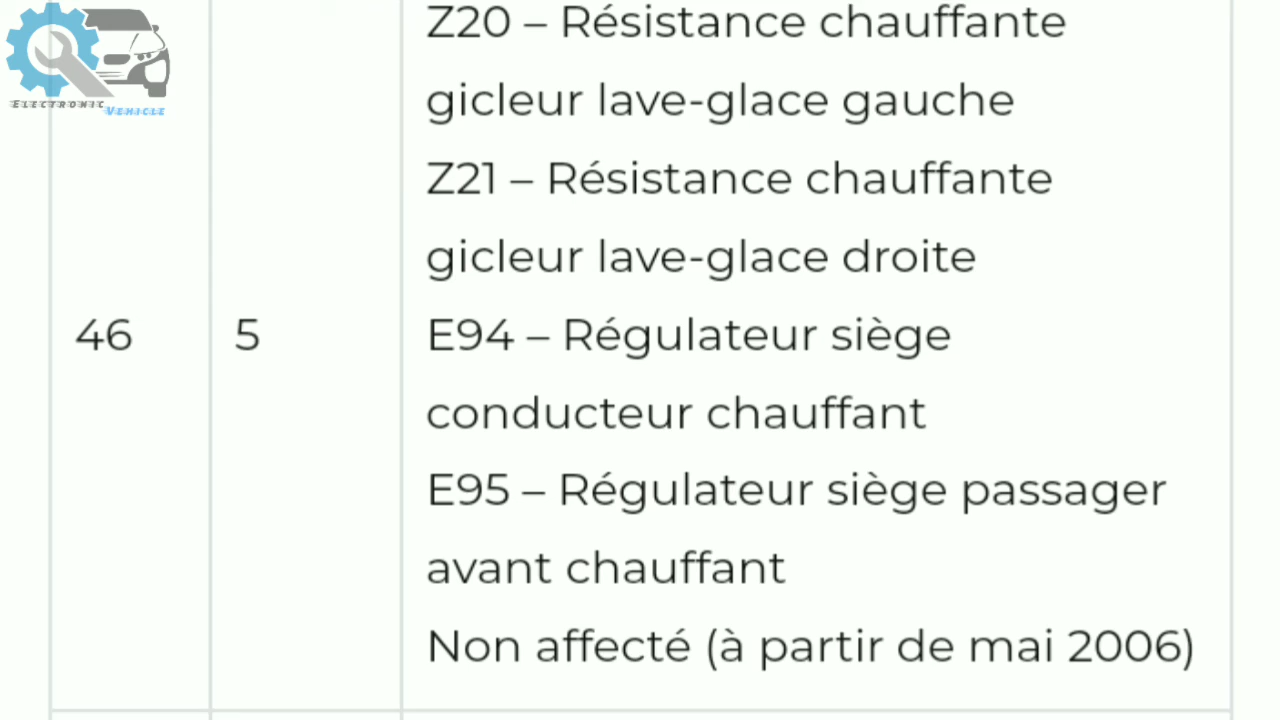 ELECTRONIC
VEHICLE
Z20 – Résistance chauffante
gicleur lave-glace gauche
Z21 – Résistance chauffante
gicleur lave-glace droite
46 5 E94 – Régulateur siège
conducteur chauffant
E95 – Régulateur siège passager
avant chauffant
Non affecté (à partir de mai 2006)